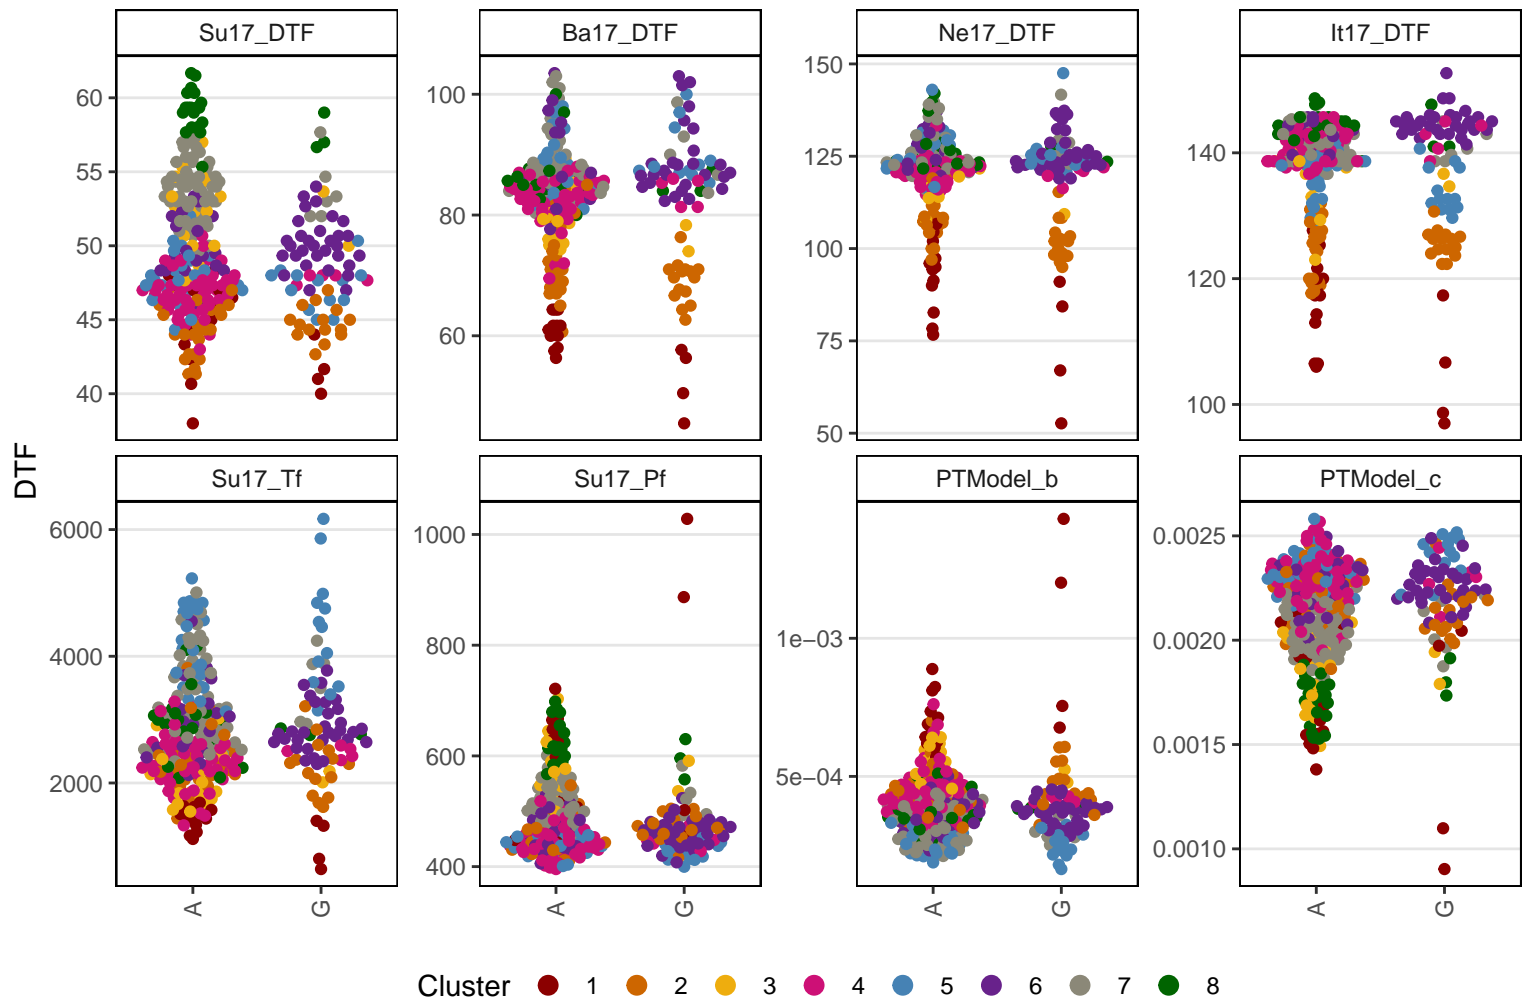 Su17_DTF
Ba17_DTF
Ne17_DTF
It17_DTF
60
55
50
45
40
100
80
60
150
125
100
75
50
140
120
100
DTF
Su17_Tf
Su17_Pf
PTModel_b
PTModel_c
6000
4000
2000
1000
800
600
400
1e−03
5e−04
0.0025
0.0020
0.0015
0.0010
A
G
A
G
A
G
A
G
Cluster 1 2 3 4 5 6 7 8